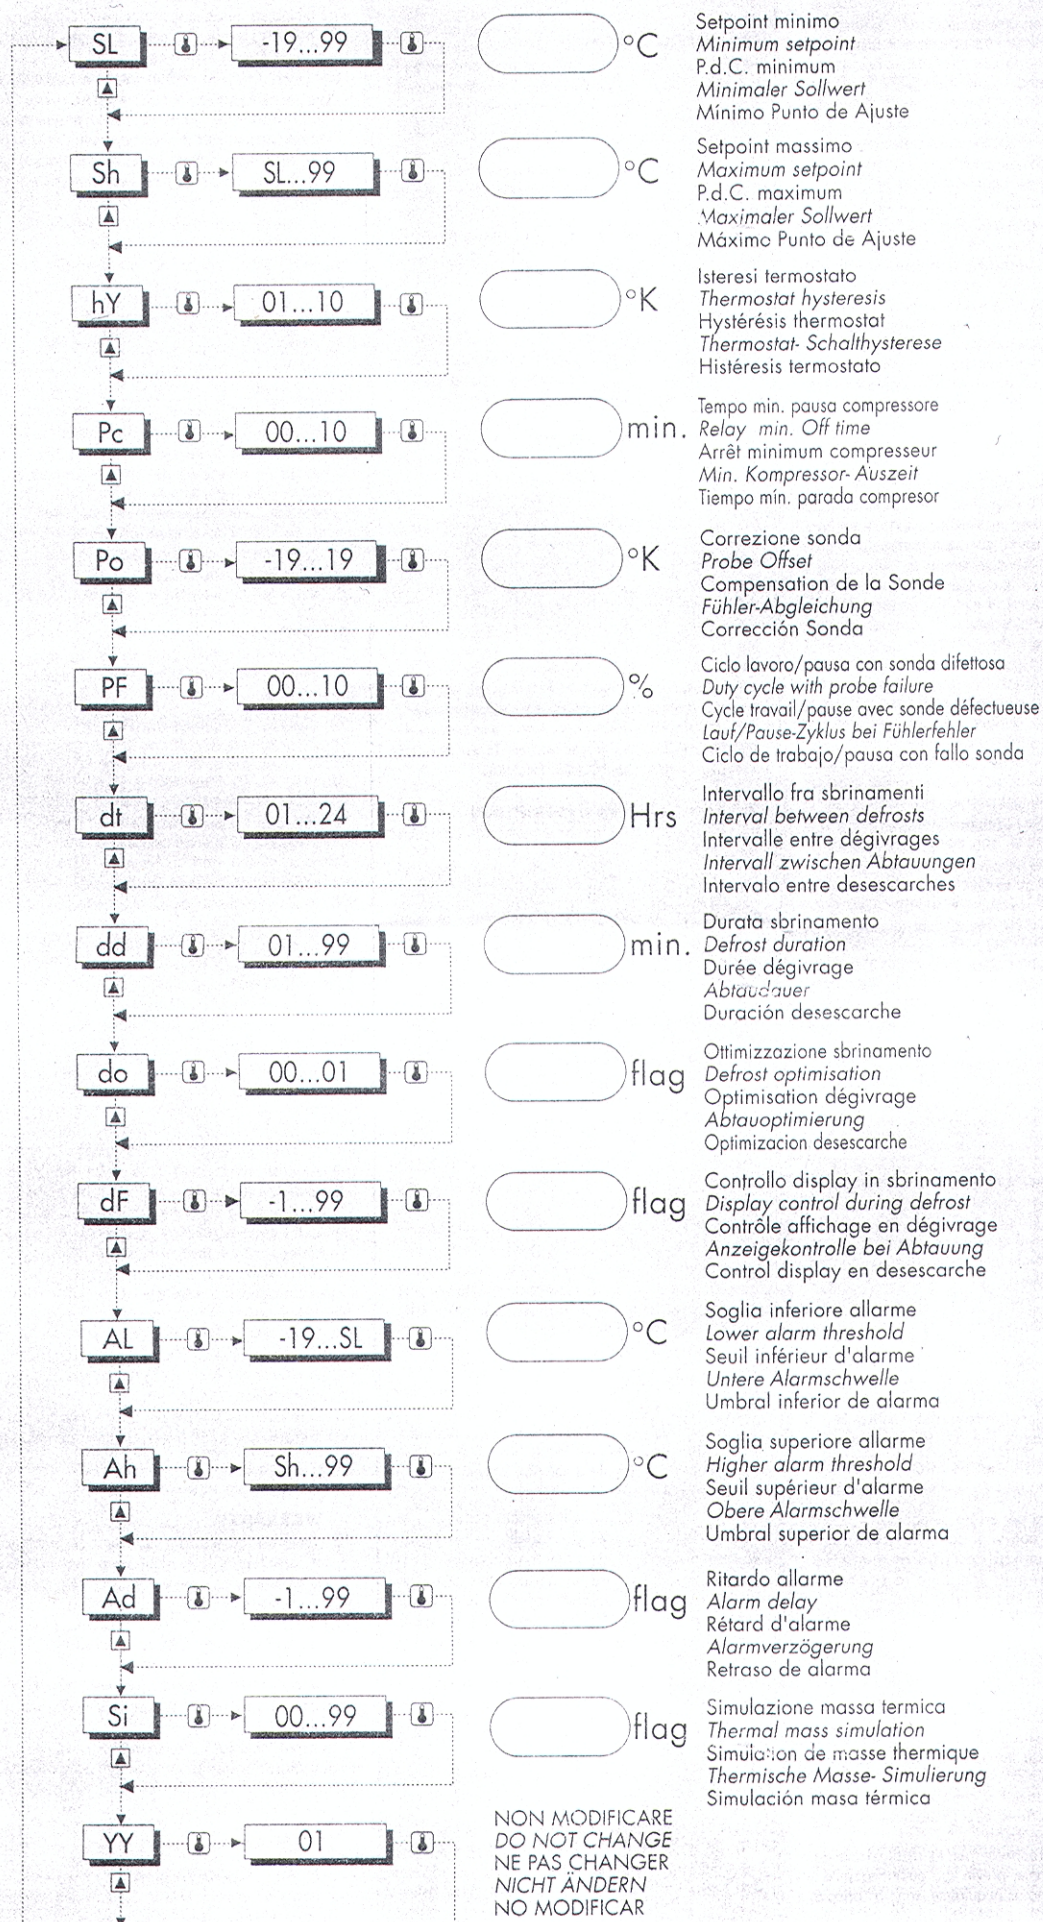 SL
-19...99
°C
Setpoint minimo
Minimum setpoint
P.d.C. minimum
Minimaler Sollwert
Mínimo Punto de Ajuste
Sh
SL...99
°C
Setpoint massimo
Maximum setpoint
P.d.C. maximum
Maximaler Sollwert
Máximo Punto de Ajuste
hY
01...10
°K
Isteresi termostato
Thermostat hysteresis
Hystérésis thermostat
Thermostat- Schalthysterese
Histéresis termostato
Pc
00...10
min.
Tempo min. pausa compressore
Relay min. Off time
Arrêt minimum compresseur
Min. Kompressor- Auszeit
Tiempo mín. parada compresor
Po
-19...19
°K
Correzione sonda
Probe Offset
Compensation de la Sonde
Fühler-Abgleichung
Corrección Sonda
PF
00...10
%
Ciclo lavoro/pausa con sonda difettosa
Duty cycle with probe failure
Cycle travail/pause avec sonde défectueuse
Lauf/Pause-Zyklus bei Fühlerfehler
Ciclo de trabajo/pausa con fallo sonda
dt
01...24
Hrs
Intervallo fra sbrinamenti
Interval between defrosts
Intervalle entre dégivrages
Intervall zwischen Abtauungen
Intervalo entre desescarches
dd
01...99
min.
Durata sbrinamento
Defrost duration
Durée dégivrage
Abtaudauer
Duración desescarche
do
00...01
flag
Ottimizzazione sbrinamento
Defrost optimisation
Optimisation dégivrage
Abtauoptimierung
Optimizacion desescarche
dF
-1...99
flag
Controllo display in sbrinamento
Display control during defrost
Contrôle affichage en dégivrage
Anzeigekontrolle bei Abtauung
Control display en desescarche
AL
-19...SL
°C
Soglia inferiore allarme
Lower alarm threshold
Seuil inférieur d'alarme
Untere Alarmschwelle
Umbral inferior de alarma
Ah
Sh...99
°C
Soglia superiore allarme
Higher alarm threshold
Seuil supérieur d'alarme
Obere Alarmschwelle
Umbral superior de alarma
Ad
-1...99
flag
Ritardo allarme
Alarm delay
Rétard d'alarme
Alarmverzögerung
Retraso de alarma
Si
00...99
flag
Simulazione massa termica
Thermal mass simulation
Simulation de masse thermique
Thermische Masse- Simulierung
Simulación masa térmica
YY
01
NON MODIFICARE
DO NOT CHANGE
NE PAS CHANGER
NICHT ÄNDERN
NO MODIFICAR